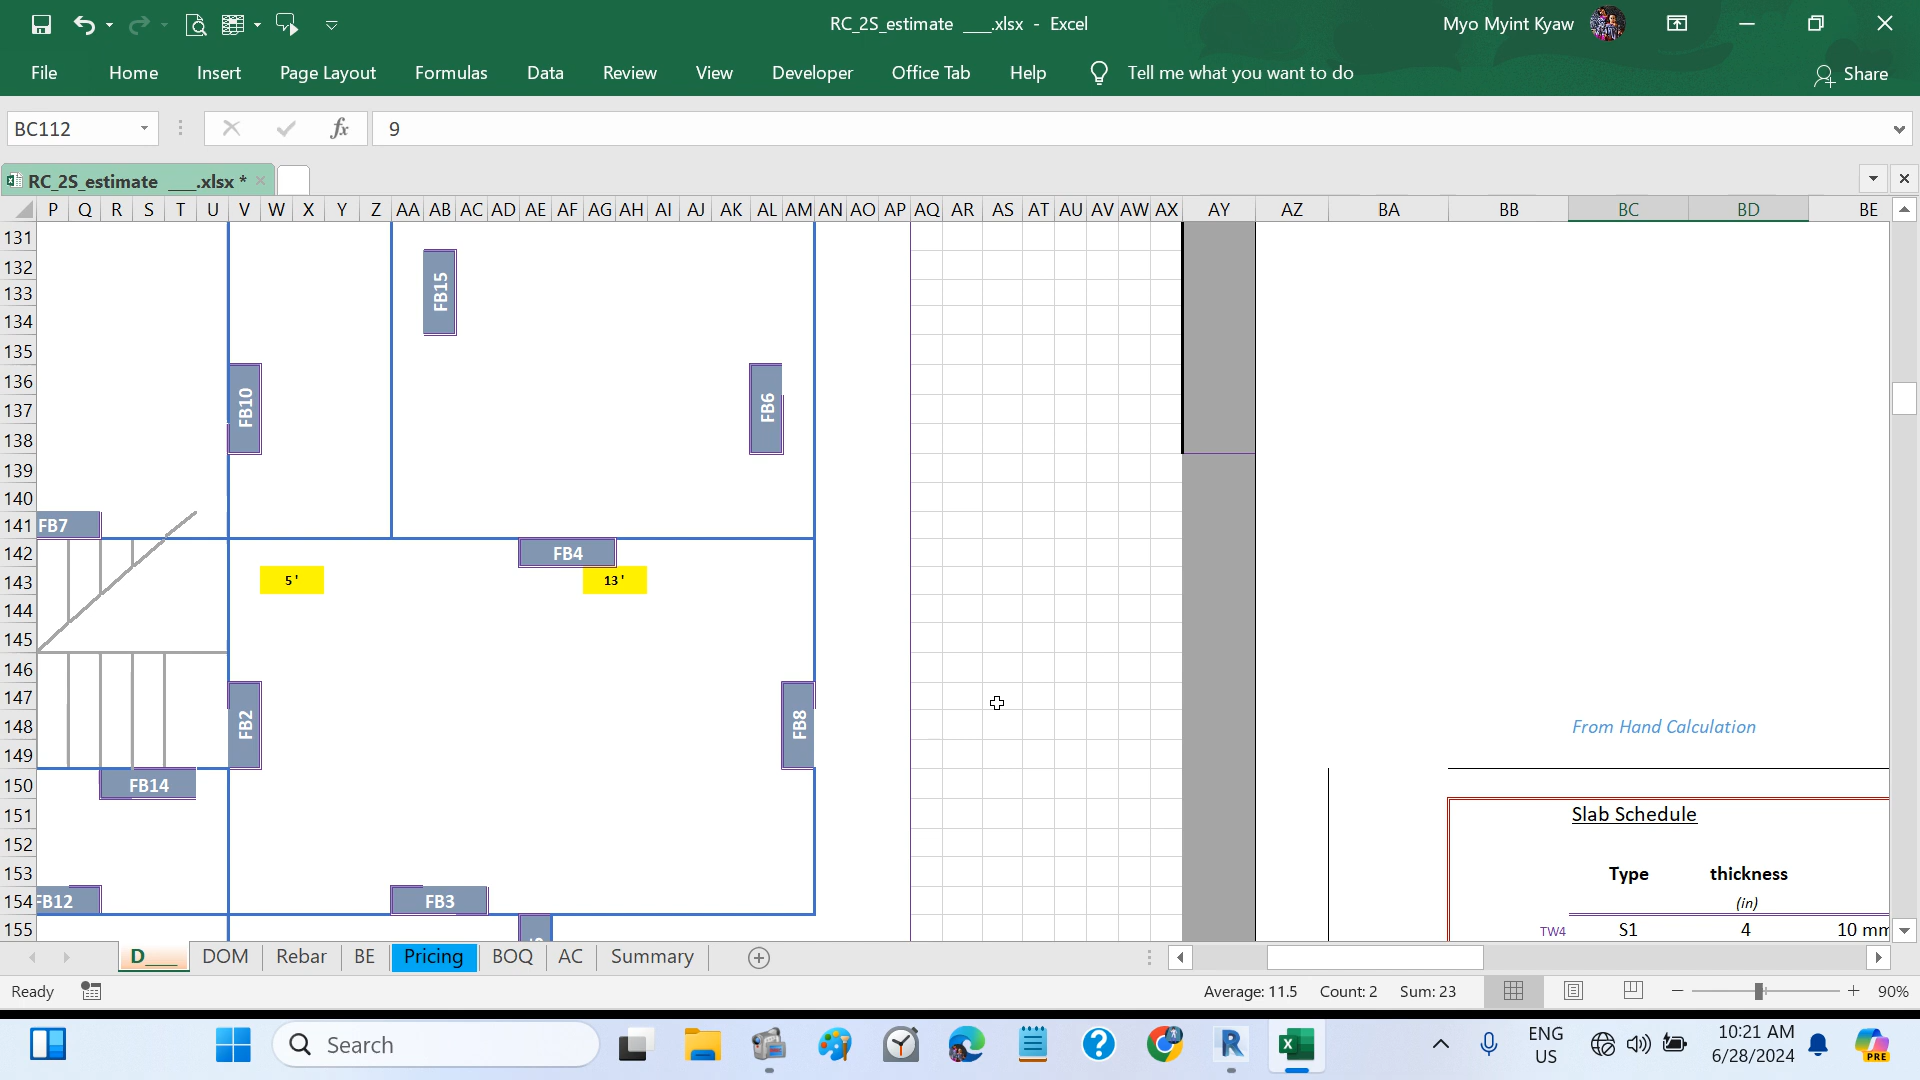 RC_2S_estimate ___.xlsx - Excel
Myo Myint Kyaw
File Home Insert Page Layout Formulas Data Review View Developer Office Tab Help Tell me what you want to do Share
BC112 fx 9
RC_2S_estimate ___.xlsx *
P Q R S T U V W X Y Z AA AB AC AD AE AF AG AH AI AJ AK AL AM AN AO AP AQ AR AS AT AU AV AW AX AY AZ BA BB BC BD BE
131
132
133 FB15
134
135
136
137 FB10 FB6
138
139
140
141 FB7
142 FB4
143 5' 13'
144
145
146
147
148 FB2 FB8 From Hand Calculation
149
150 FB14
151 Slab Schedule
152
153 Type thickness
154 FB12 FB3 (in)
155 TW4 S1 4 10 mm
D___ DOM Rebar BE Pricing BOQ AC Summary
Ready Average: 11.5 Count: 2 Sum: 23 90%
Search ENG US 10:21 AM 6/28/2024 PRE